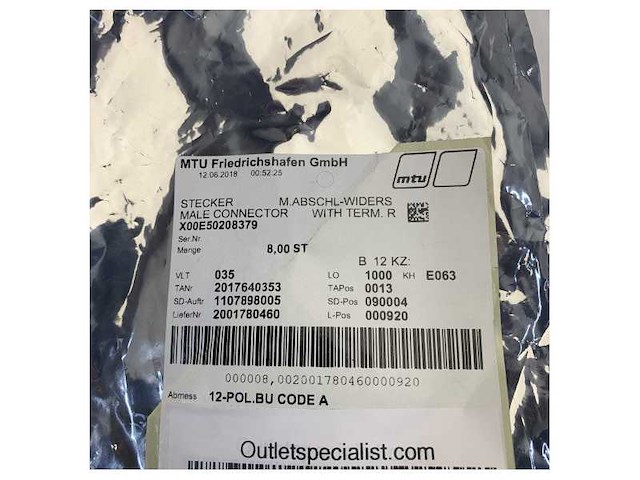 MTU Friedrichshafen GmbH
12.06.2018 00:52:25
mtu
STECKER M.ABSCHL-WIDERS
MALE CONNECTOR WITH TERM. R
X00E50208379
Ser.Nr.
Menge 8,00 ST
B 12 KZ:
VLT 035 LO 1000 KH E063
TANr 2017640353 TAPos 0013
SD-Auftr 1107898005 SD-Pos 090004
LieferNr 2001780460 L-Pos 000920
000008,002001780460000920
Abmess 12-POL.BU CODE A
Outletspecialist.com